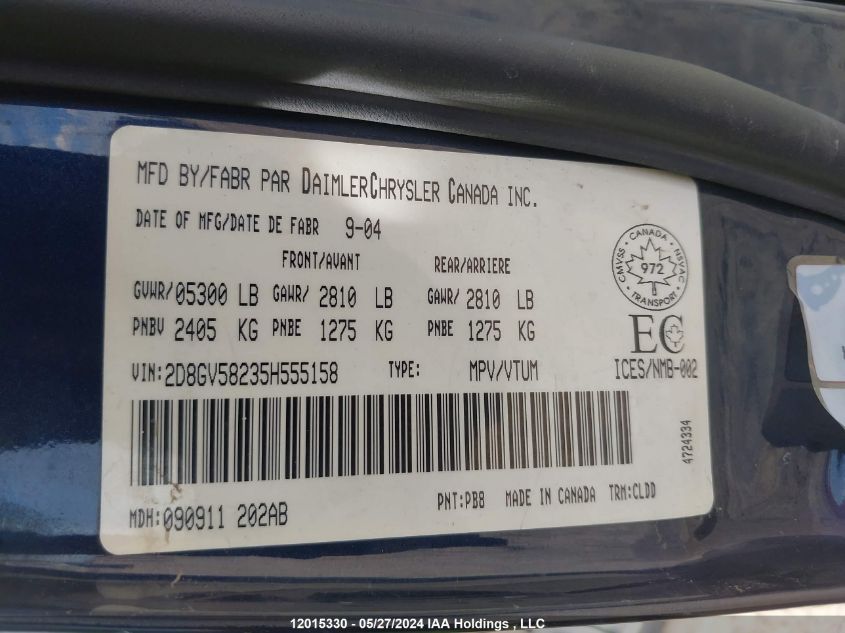 MFD BY/FABR PAR DAIMLERCHRYSLER CANADA INC.
DATE OF MFG/DATE DE FABR 9-04
FRONT/AVANT REAR/ARRIERE
GVWR/05300 LB GAWR/ 2810 LB GAWR/ 2810 LB
PNBV 2405 KG PNBE 1275 KG PNBE 1275 KG
VIN:2D8GV58235H555158 TYPE: MPV/VTUM
CANADA
CMVSS 972 NSVAC
TRANSPORT
EC
ICES/NMB-002
4724334
PNT:PB8 MADE IN CANADA TRM:CLDD
MDH:090911 202AB
12015330 - 05/27/2024 IAA Holdings , LLC